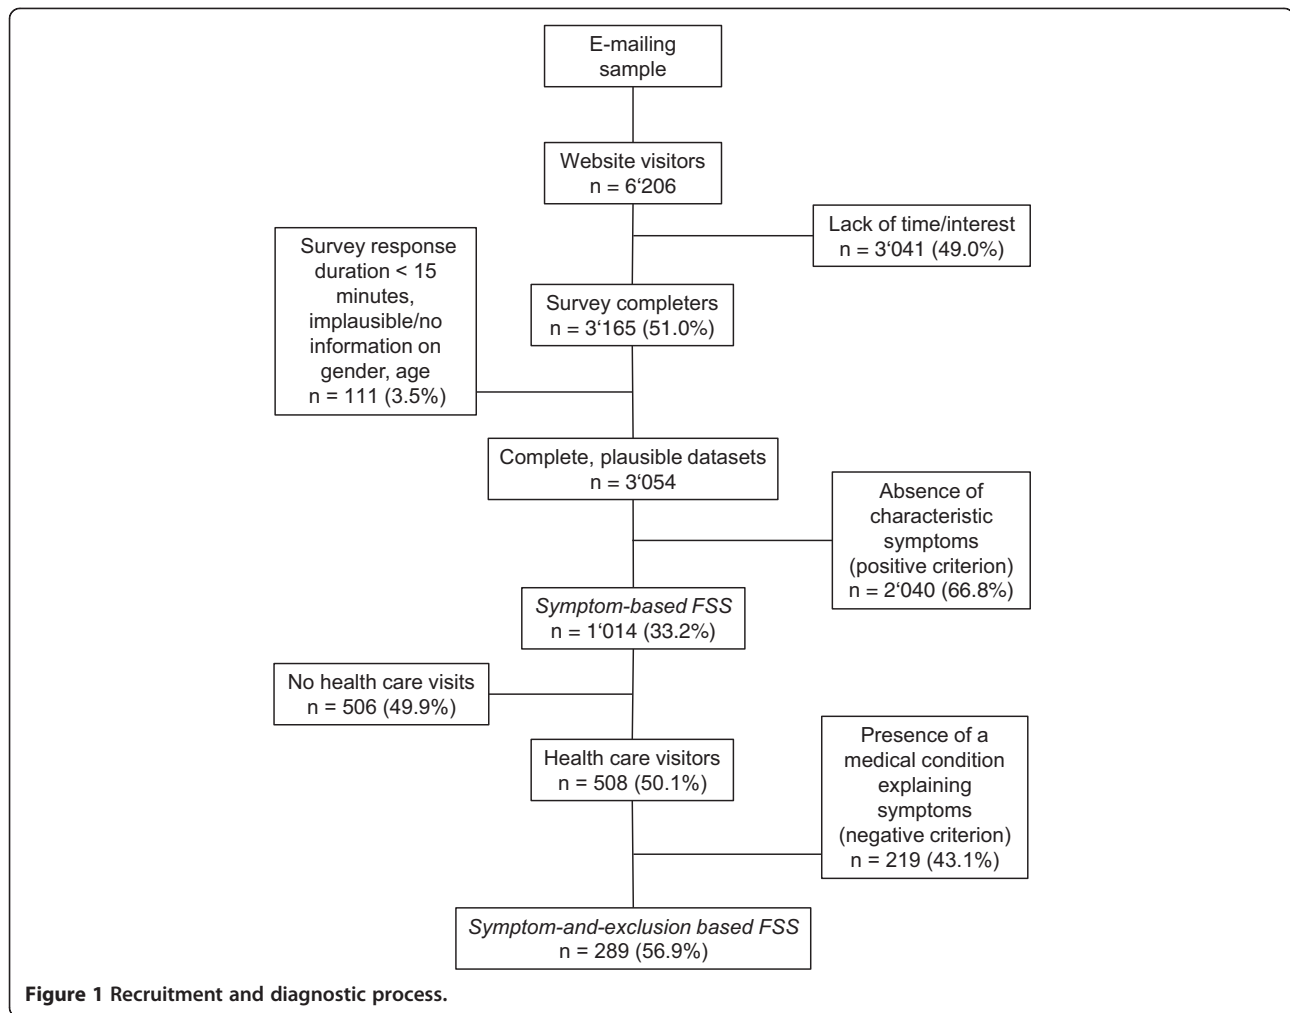 E-mailing
sample
Website visitors
n = 6‘206
Lack of time/interest
n = 3‘041 (49.0%)
Survey response
duration < 15
minutes,
implausible/no
information on
gender, age
n = 111 (3.5%)
Survey completers
n = 3‘165 (51.0%)
Complete, plausible datasets
n = 3‘054
Absence of
characteristic
symptoms
(positive criterion)
n = 2‘040 (66.8%)
Symptom-based FSS
n = 1‘014 (33.2%)
No health care visits
n = 506 (49.9%)
Health care visitors
n = 508 (50.1%)
Presence of a
medical condition
explaining
symptoms
(negative criterion)
n = 219 (43.1%)
Symptom-and-exclusion based FSS
n = 289 (56.9%)
Figure 1 Recruitment and diagnostic process.